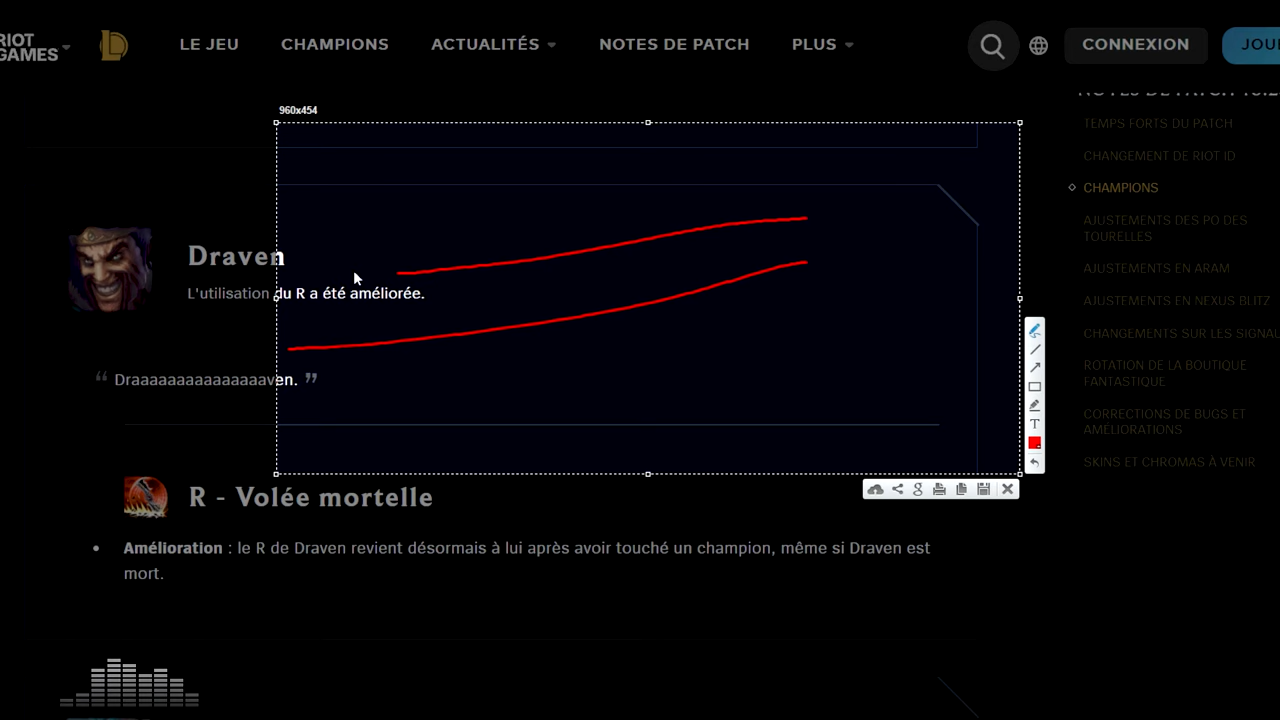 RIOT
GAMES
LE JEU
CHAMPIONS
ACTUALITÉS
NOTES DE PATCH
PLUS
CONNEXION
960x454
TEMPS FORTS DU PATCH
CHANGEMENT DE RIOT ID
CHAMPIONS
AJUSTEMENTS DES PO DES
TOURELLES
AJUSTEMENTS EN ARAM
AJUSTEMENTS EN NEXUS BLITZ
CHANGEMENTS SUR LES SIGNAL
ROTATION DE LA BOUTIQUE
FANTASTIQUE
CORRECTIONS DE BUGS ET
AMÉLIORATIONS
SKINS ET CHROMAS À VENIR
Draven
L'utilisation du R a été améliorée.
“ Draaaaaaaaaaaaaaaven. ”
R - Volée mortelle
• Amélioration : le R de Draven revient désormais à lui après avoir touché un champion, même si Draven est
mort.